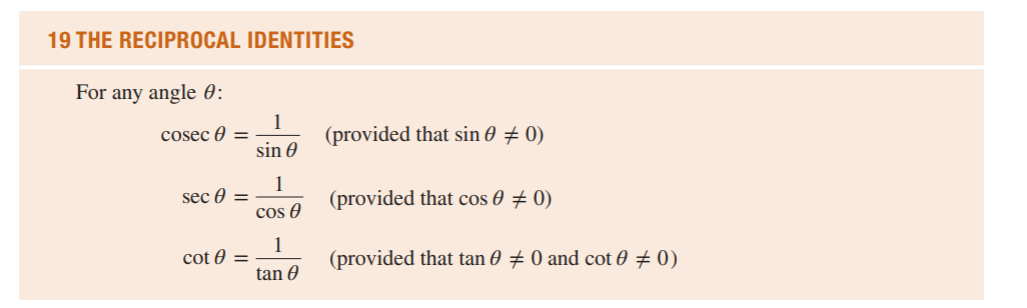 19 THE RECIPROCAL IDENTITIES
For any angle θ:
cosec θ = 1/sin θ (provided that sin θ ≠ 0)
sec θ = 1/cos θ (provided that cos θ ≠ 0)
cot θ = 1/tan θ (provided that tan θ ≠ 0 and cot θ ≠ 0)